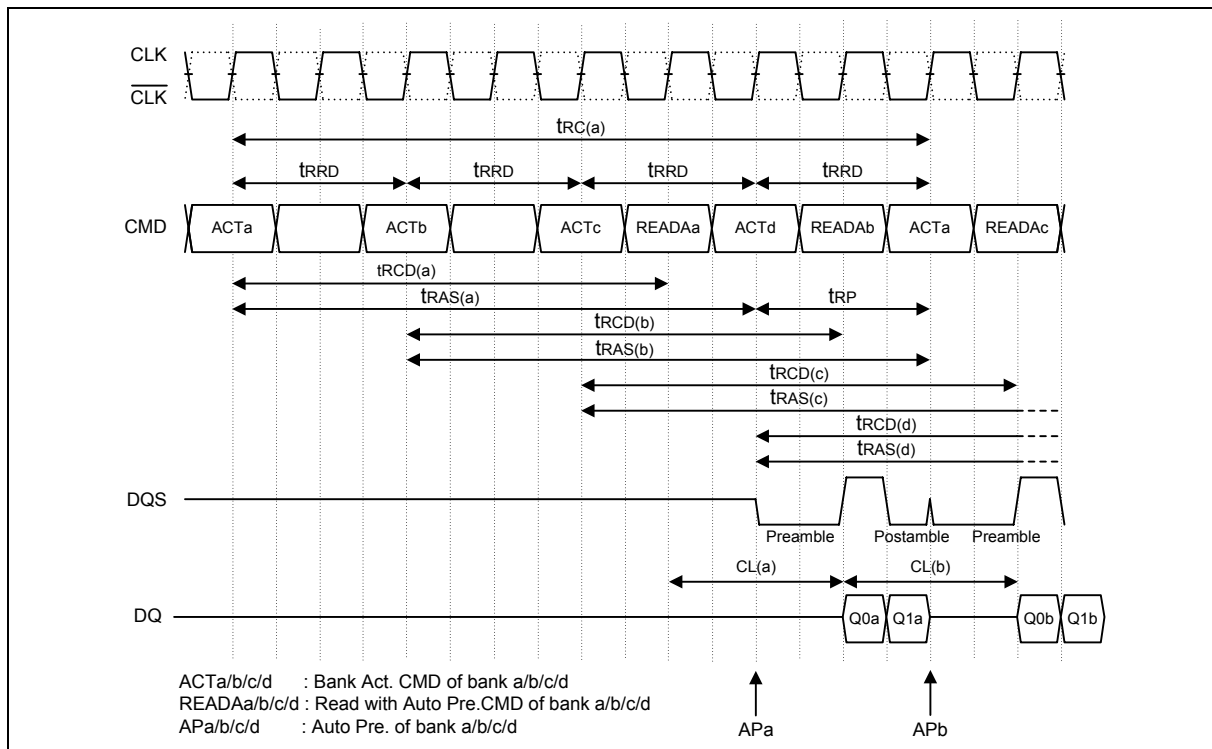 CLK
CLK
tRC(a)
tRRD tRRD tRRD tRRD
CMD ACTa ACTb ACTc READAa ACTd READAb ACTa READAc
tRCD(a)
tRAS(a) tRP
tRCD(b)
tRAS(b)
tRCD(c)
tRAS(c)
tRCD(d)
tRAS(d)
DQS
Preamble Postamble Preamble
CL(a) CL(b)
DQ Q0a Q1a Q0b Q1b
ACTa/b/c/d : Bank Act. CMD of bank a/b/c/d
READAa/b/c/d : Read with Auto Pre.CMD of bank a/b/c/d
APa/b/c/d : Auto Pre. of bank a/b/c/d
APa APb